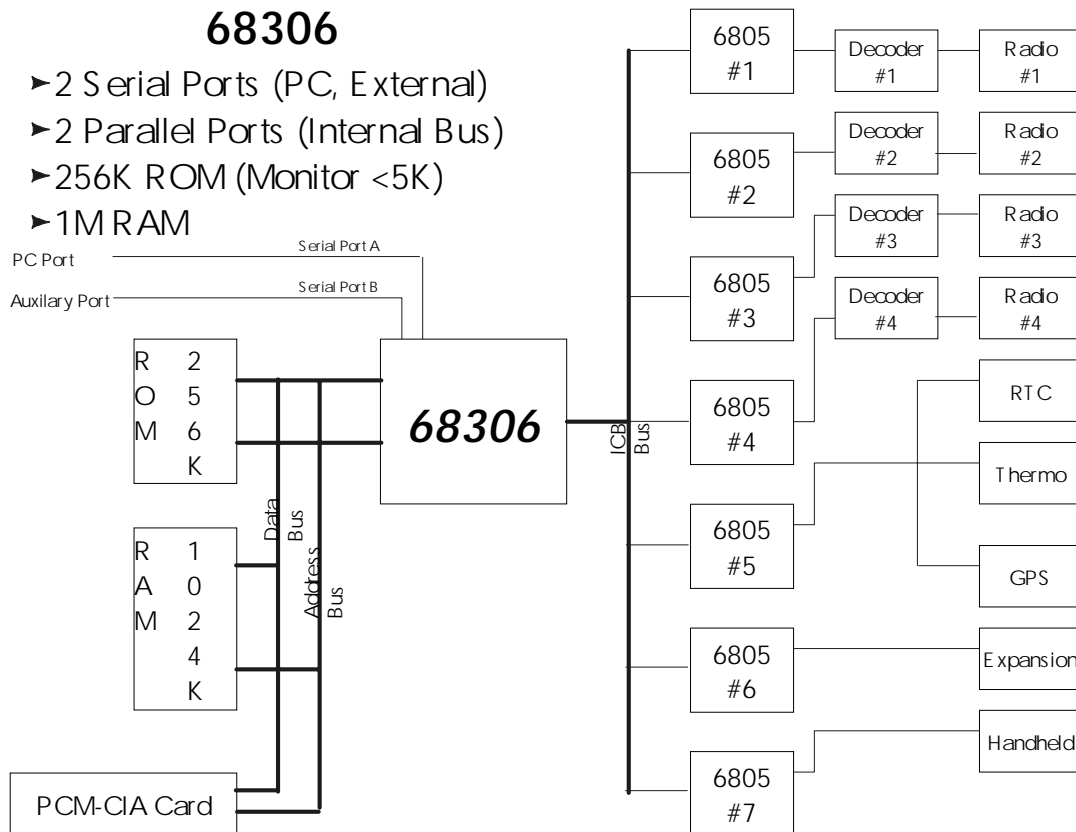 68306
➤2 Serial Ports (PC, External)
➤2 Parallel Ports (Internal Bus)
➤256K ROM (Monitor <5K)
➤1M RAM
PC Port
Serial Port A
Auxilary Port
Serial Port B
ROM
256K
68306
Data
Bus
Address
Bus
RAM
1024K
PCM-CIA Card
ICB
Bus
6805
#1
Decoder
#1
Radio
#1
6805
#2
Decoder
#2
Radio
#2
6805
#3
Decoder
#3
Radio
#3
6805
#4
Decoder
#4
Radio
#4
6805
#5
RTC
Thermo
GPS
6805
#6
Expansion
6805
#7
Handheld